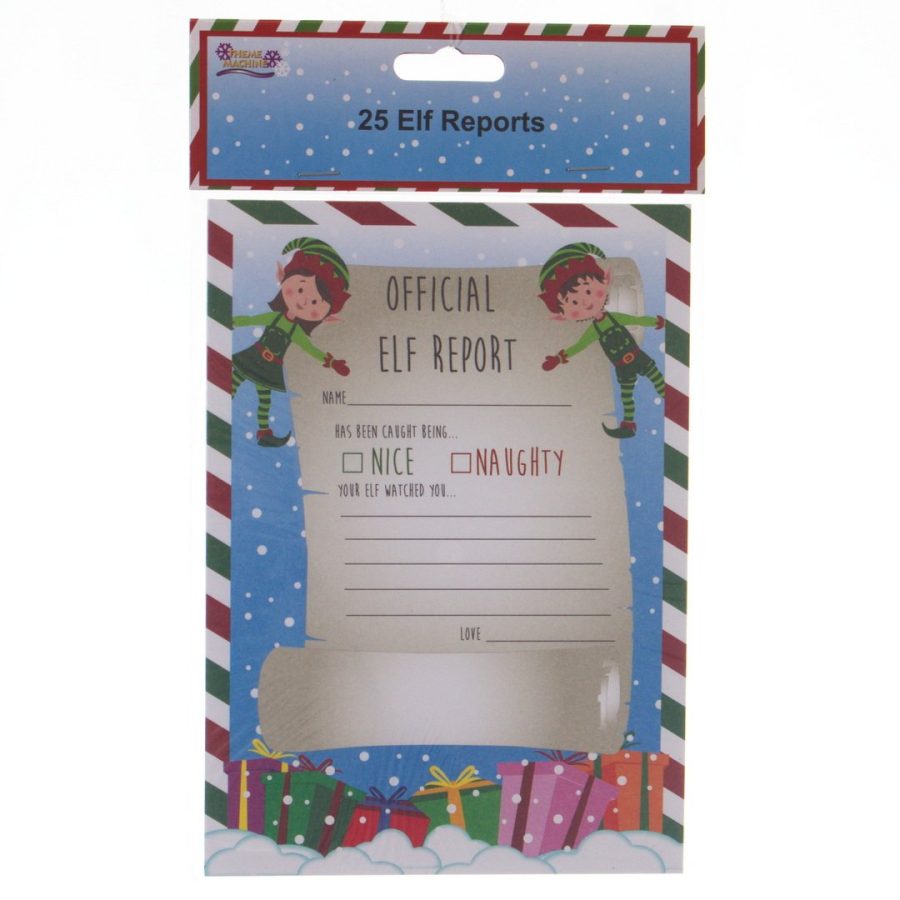 THEME
MACHINE
25 Elf Reports
OFFICIAL
ELF REPORT
NAME
HAS BEEN CAUGHT BEING...
NICE NAUGHTY
YOUR ELF WATCHED YOU...
LOVE